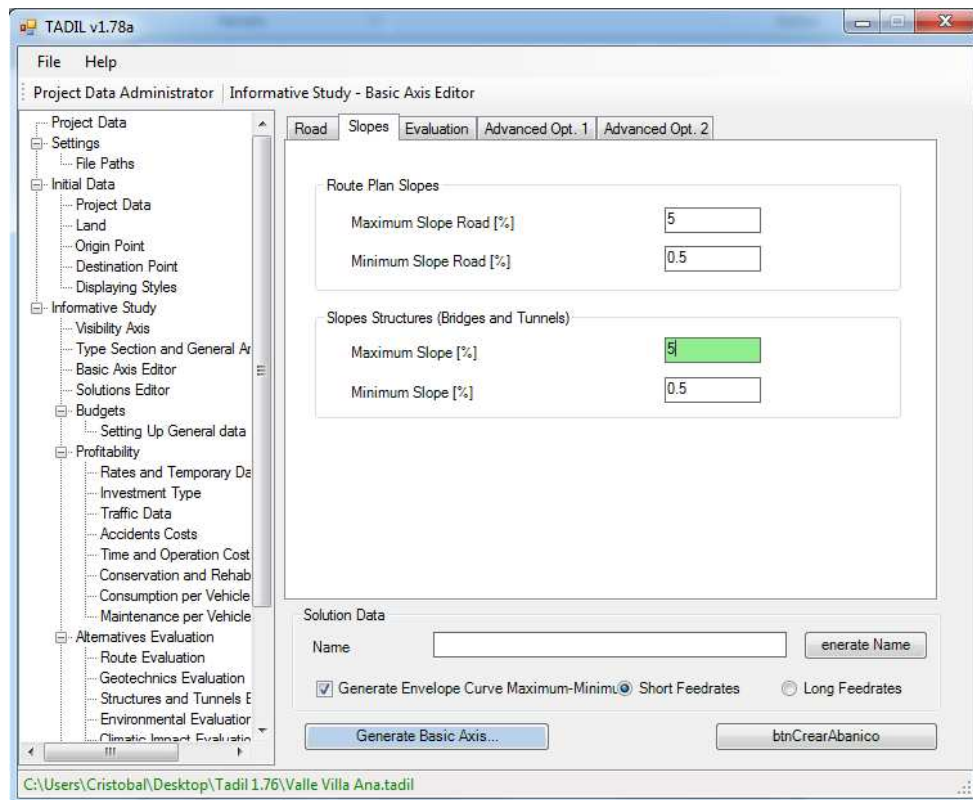 TADIL v1.78a
File Help
Project Data Administrator Informative Study - Basic Axis Editor
Project Data
Settings
File Paths
Initial Data
Project Data
Land
Origin Point
Destination Point
Displaying Styles
Informative Study
Visibility Axis
Type Section and General Ar
Basic Axis Editor
Solutions Editor
Budgets
Setting Up General data
Profitability
Rates and Temporary Da
Investment Type
Traffic Data
Accidents Costs
Time and Operation Cost
Conservation and Rehab
Consumption per Vehicle
Maintenance per Vehicle
Alternatives Evaluation
Route Evaluation
Geotechnics Evaluation
Structures and Tunnels E
Environmental Evaluation
Climatic Impact Evaluatio
Road Slopes Evaluation Advanced Opt. 1 Advanced Opt. 2
Route Plan Slopes
Maximum Slope Road [%] 5
Minimum Slope Road [%] 0.5
Slopes Structures (Bridges and Tunnels)
Maximum Slope [%] 5
Minimum Slope [%] 0.5
Solution Data
Name enerate Name
Generate Envelope Curve Maximum-Minimu Short Feedrates Long Feedrates
Generate Basic Axis... btnCrearAbanico
C:\Users\Cristobal\Desktop\Tadil 1.76\Valle Villa Ana.tadil